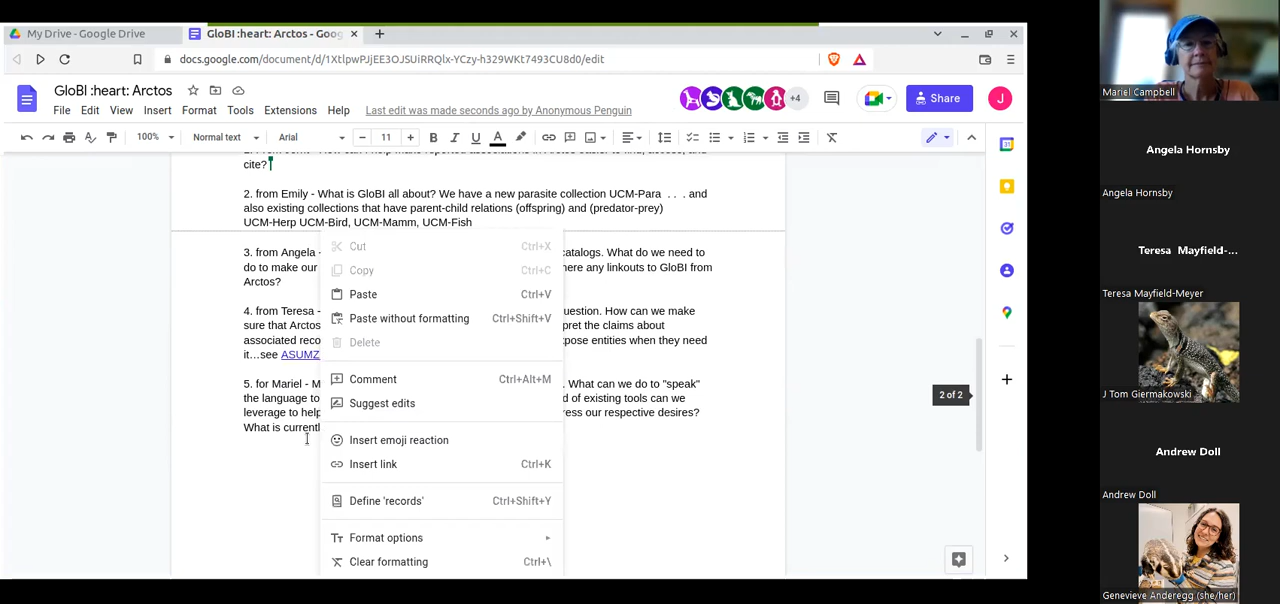 My Drive - Google Drive
GloBI :heart: Arctos - Goog
docs.google.com/document/d/1XtlpwPJjEE3OJSUiRRQlx-YCzy-h329WKt7493CU8d0/edit
GloBI :heart: Arctos
+4
Share
J
File Edit View Insert Format Tools Extensions Help Last edit was made seconds ago by Anonymous Penguin
100% Normal text Arial 11
cite?
2. from Emily - What is GloBI all about? We have a new parasite collection UCM-Para . . . and
also existing collections that have parent-child relations (offspring) and (predator-prey)
UCM-Herp UCM-Bird, UCM-Mamm, UCM-Fish
3. from Angela - catalogs. What do we need to
do to make our here any linkouts to GloBI from
Arctos?
4. from Teresa - uestion. How can we make
sure that Arctos pret the claims about
associated reco pose entities when they need
it…see ASUMZ
5. for Mariel - M . What can we do to "speak"
the language to d of existing tools can we
leverage to help ress our respective desires?
What is currentl
Cut Ctrl+X
Copy Ctrl+C
Paste Ctrl+V
Paste without formatting Ctrl+Shift+V
Delete
Comment Ctrl+Alt+M
Suggest edits
Insert emoji reaction
Insert link Ctrl+K
Define 'records' Ctrl+Shift+Y
Format options
Clear formatting Ctrl+\
2 of 2
Mariel Campbell
Angela Hornsby
Angela Hornsby
Teresa Mayfield-...
Teresa Mayfield-Meyer
J Tom Giermakowski
Andrew Doll
Andrew Doll
Genevieve Anderegg (she/her)